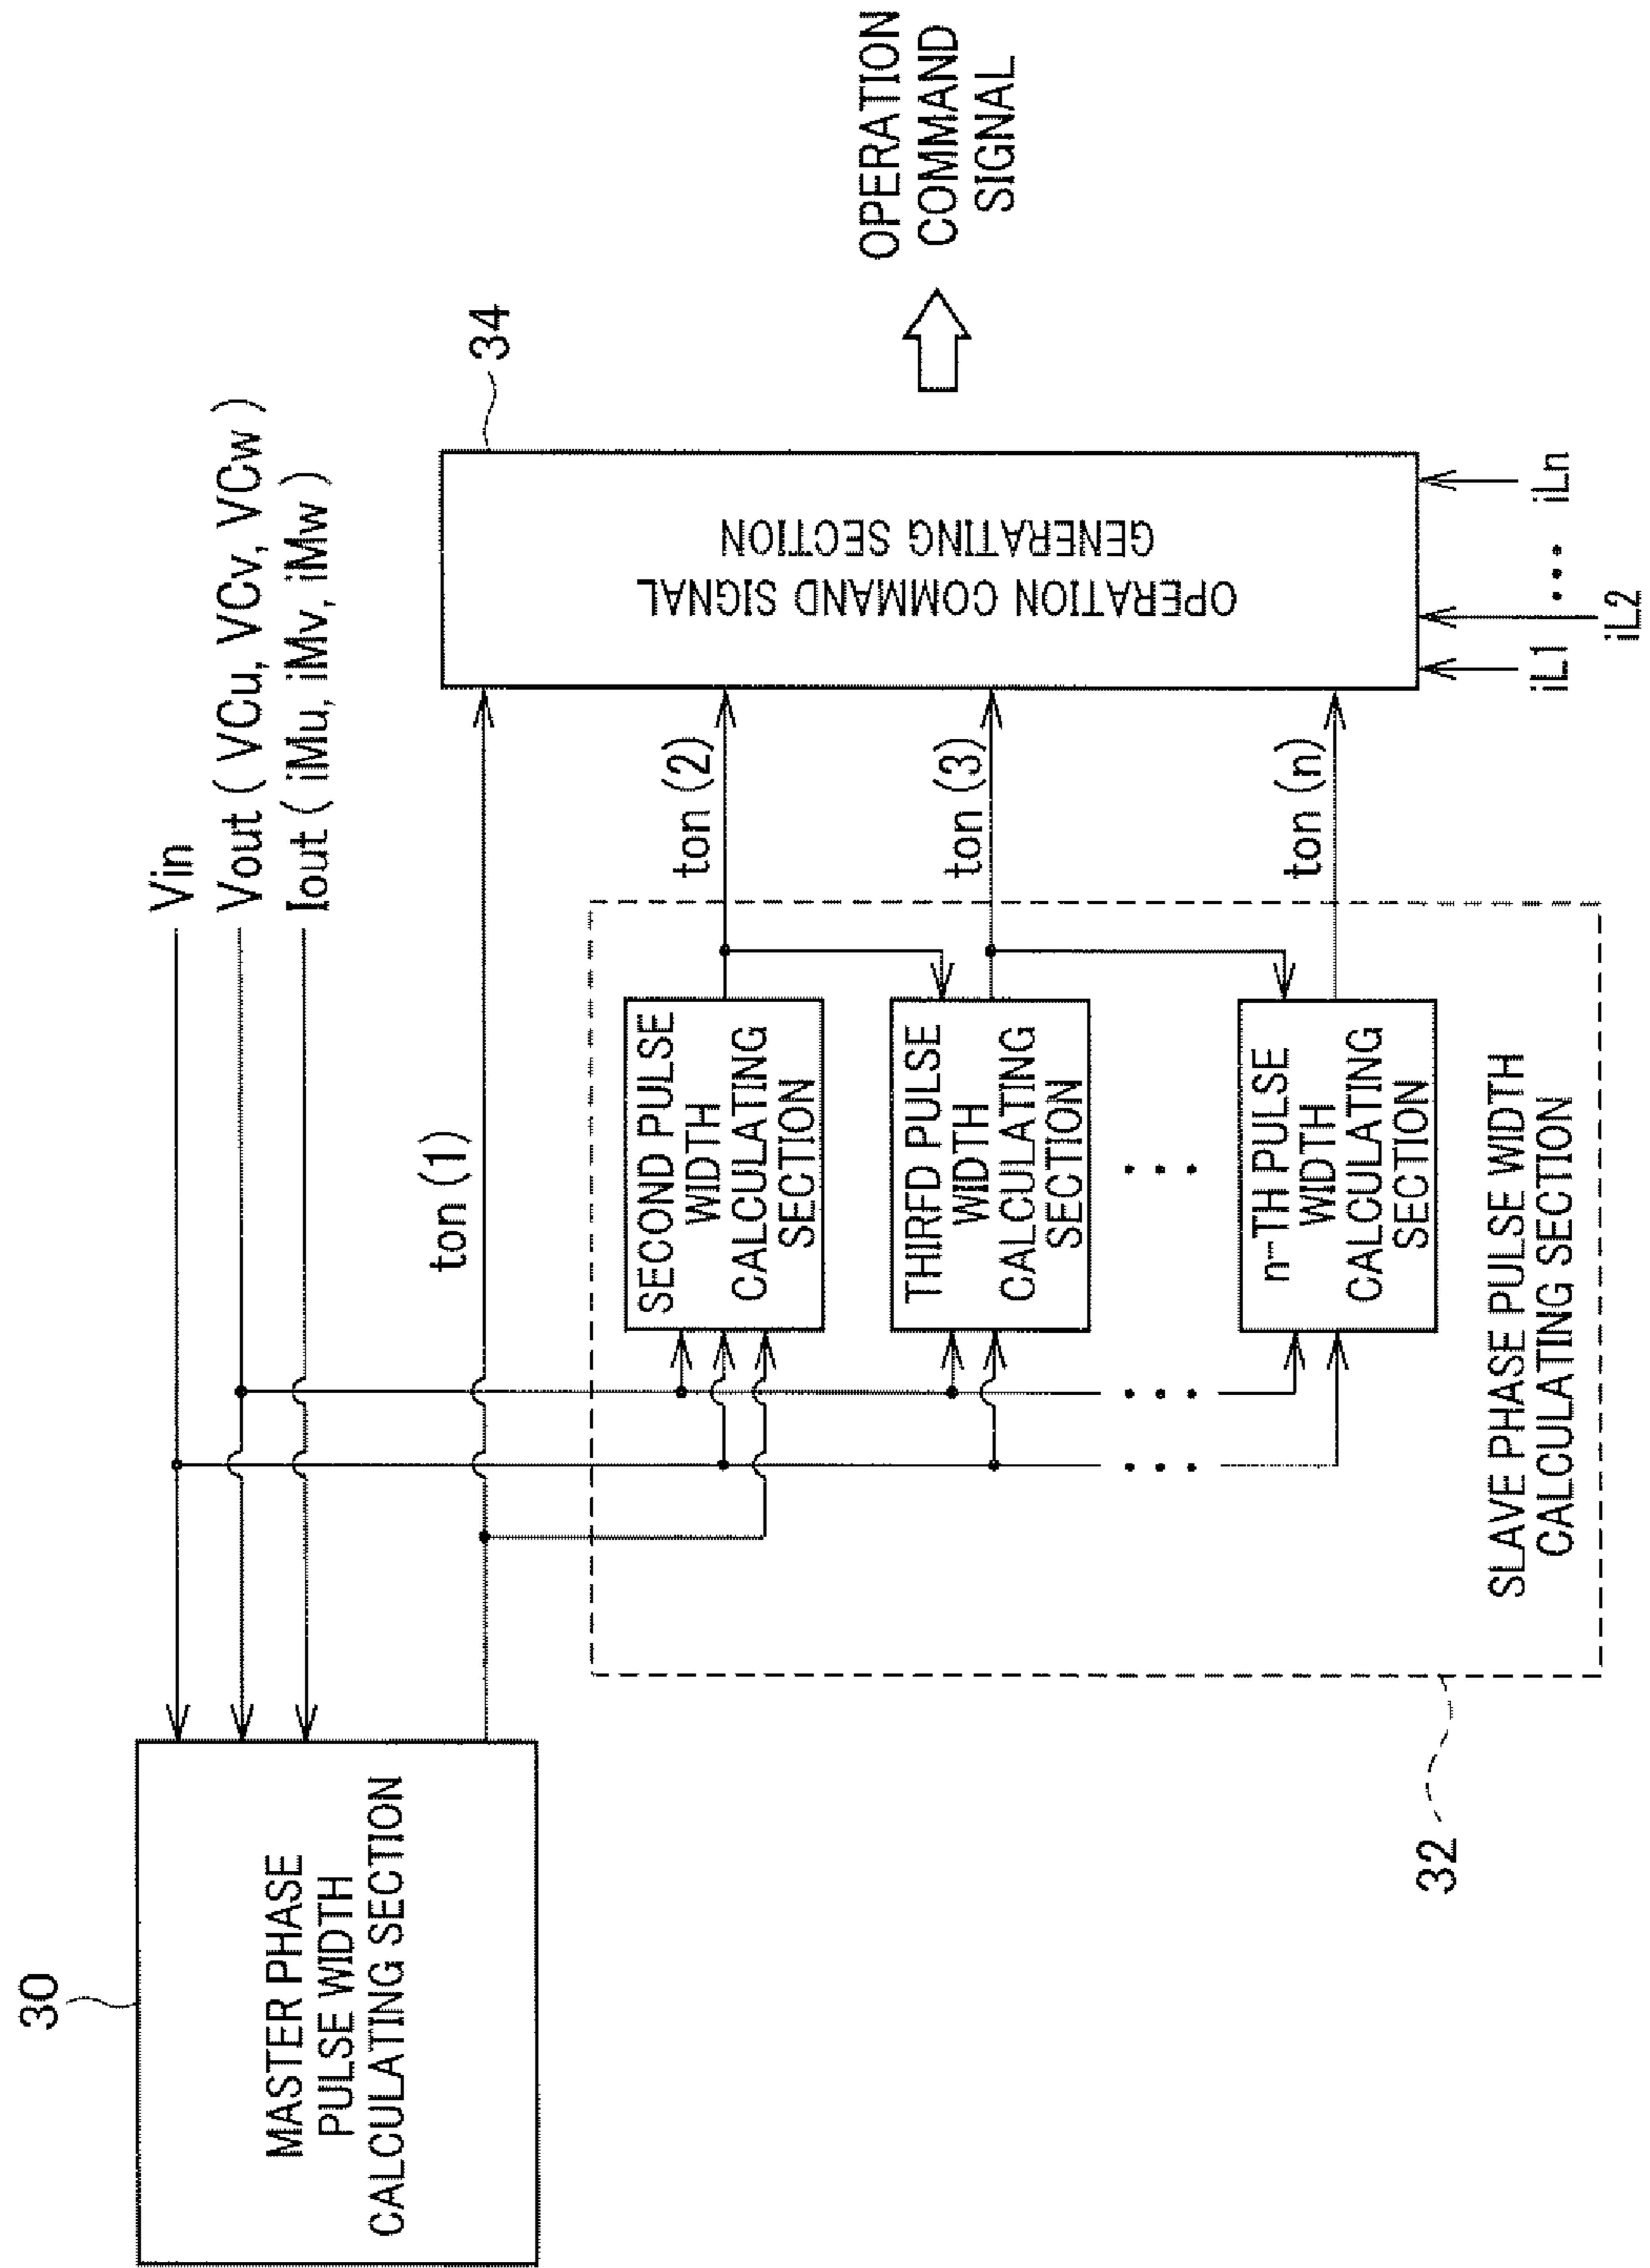 30
MASTER PHASE
PULSE WIDTH
CALCULATING SECTION
Vin
Vout ( VCu, VCv, VCw )
Iout ( iMu, iMv, iMw )
ton (1)
34
OPERATION COMMAND SIGNAL
GENERATING SECTION
OPERATION
COMMAND
SIGNAL
SECOND PULSE
WIDTH
CALCULATING
SECTION
ton (2)
THIRFD PULSE
WIDTH
CALCULATING
SECTION
ton (3)
• • •
• • •
• • •
n-TH PULSE
WIDTH
CALCULATING
SECTION
ton (n)
iL1
iL2
• • •
iLn
SLAVE PHASE PULSE WIDTH
CALCULATING SECTION
32